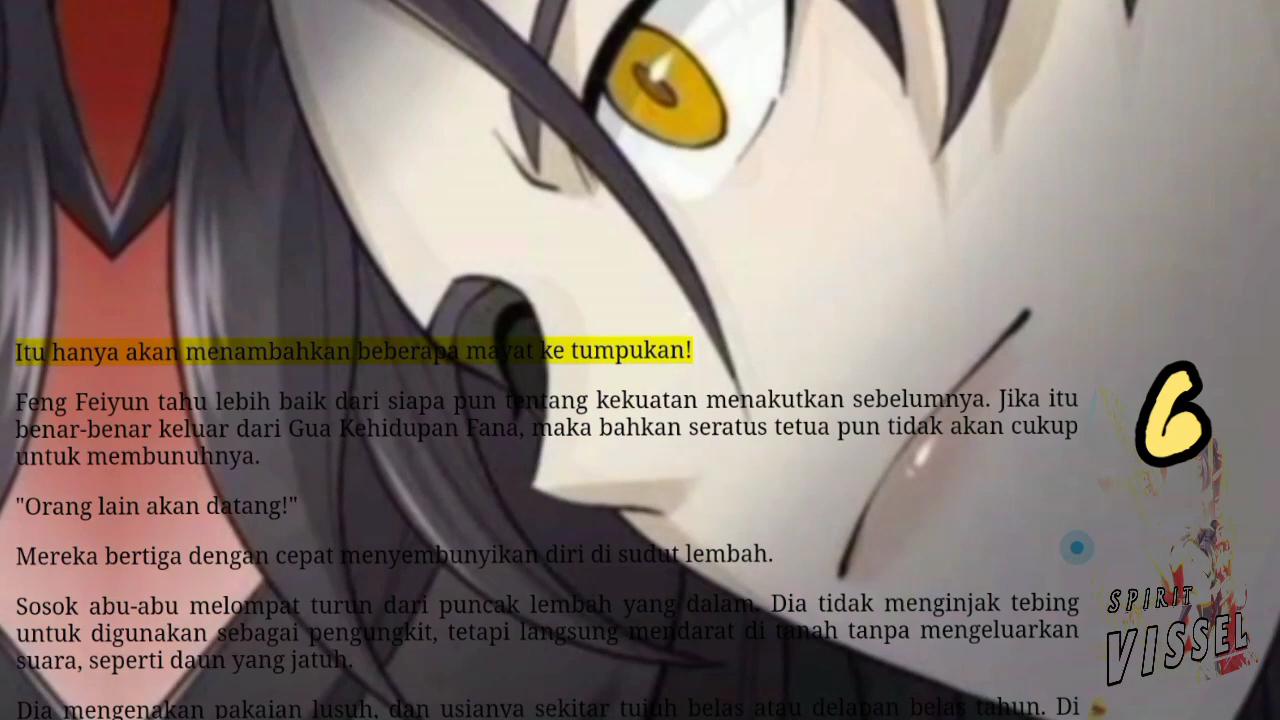 Itu hanya akan menambahkan beberapa mayat ke tumpukan!
Feng Feiyun tahu lebih baik dari siapa pun tentang kekuatan menakutkan sebelumnya. Jika itu
benar-benar keluar dari Gua Kehidupan Fana, maka bahkan seratus tetua pun tidak akan cukup
untuk membunuhnya.
"Orang lain akan datang!"
Mereka bertiga dengan cepat menyembunyikan diri di sudut lembah.
Sosok abu-abu melompat turun dari puncak lembah yang dalam. Dia tidak menginjak tebing
untuk digunakan sebagai pengungkit, tetapi langsung mendarat di tanah tanpa mengeluarkan
suara, seperti daun yang jatuh.
Dia mengenakan pakaian lusuh, dan usianya sekitar tujuh belas atau delapan belas tahun. Di
6
SPIRIT
VISSEL